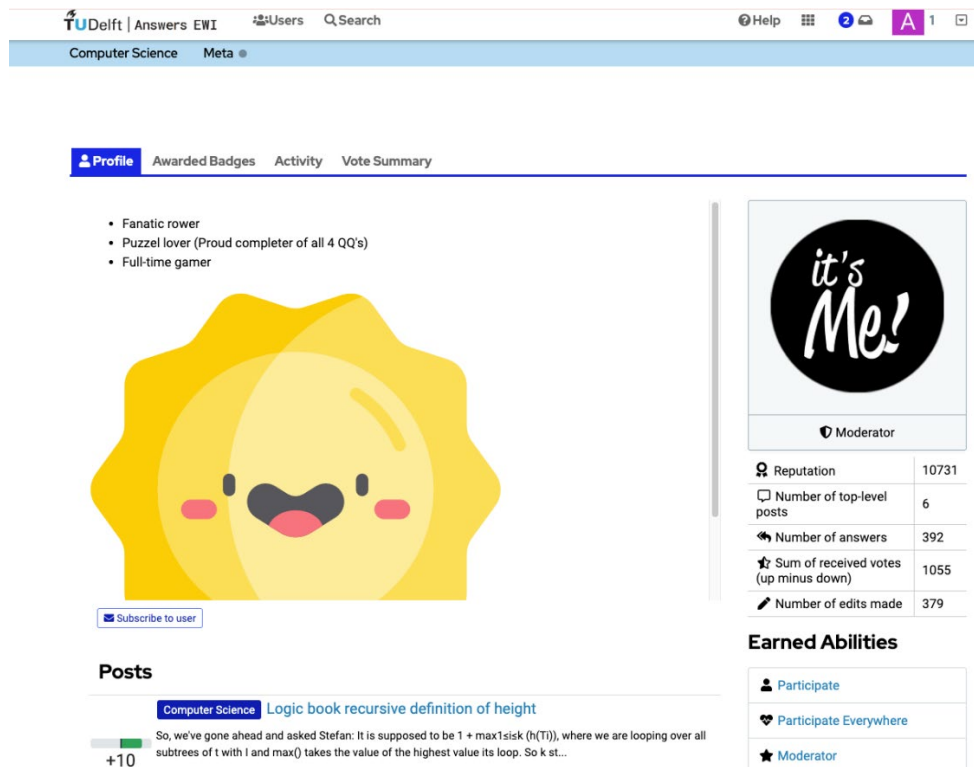 TUDelft | Answers EWI Users Search Help 2 A 1
Computer Science Meta
Profile Awarded Badges Activity Vote Summary
Fanatic rower
Puzzel lover (Proud completer of all 4 QQ's)
Full-time gamer
it's
Me!
Moderator
Reputation 10731
Number of top-level
posts 6
Number of answers 392
Sum of received votes
(up minus down) 1055
Number of edits made 379
Subscribe to user
Earned Abilities
Participate
Participate Everywhere
Moderator
Posts
Computer Science Logic book recursive definition of height
So, we've gone ahead and asked Stefan: It is supposed to be 1 + max1≤i≤k (h(Ti)), where we are looping over all
subtrees of t with I and max() takes the value of the highest value its loop. So k st...
+10